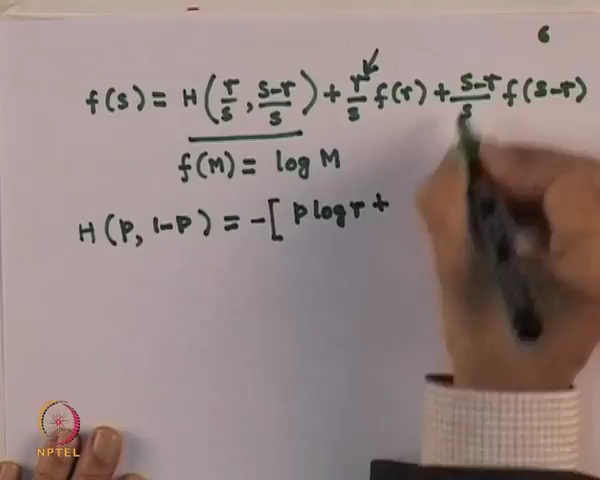 6
f(s) = H(r/s, s-r/s) + r/s f(r) + s-r/s f(s-r)
f(M) = log M
H(p, 1-p) = -[ p log r +
NPTEL